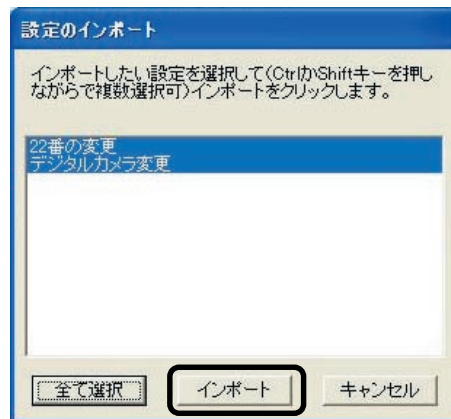 設定のインポート
インポートしたい設定を選択して(CtrlかShiftキーを押し
ながらで複数選択可)インポートをクリックします。
22番の変更
デジタルカメラ変更
全て選択 インポート キャンセル